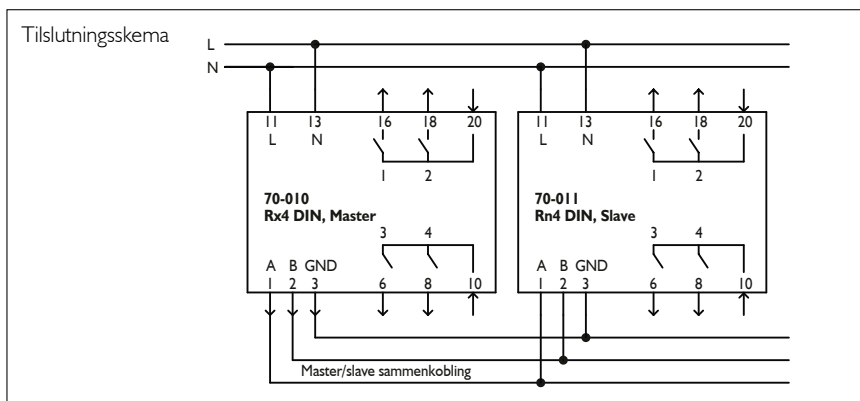 Tilslutningsskema
L
N
11 13 16 18 20 11 13 16 18 20
L N L N
1 2 1 2
70-010 70-011
Rx4 DIN, Master Rn4 DIN, Slave
3 4 3 4
A B GND A B GND
1 2 3 6 8 10 1 2 3 6 8 10
Master/slave sammenkobling